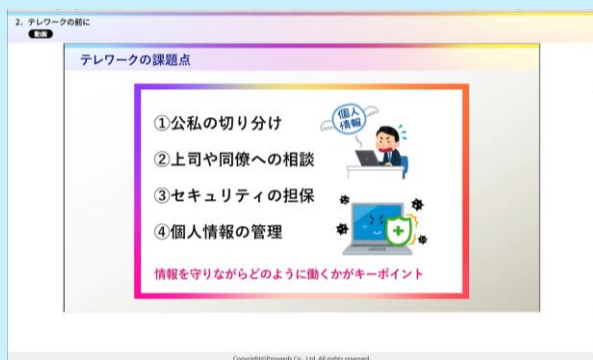 2．テレワークの前に
動画
テレワークの課題点
①公私の切り分け
②上司や同僚への相談
③セキュリティの担保
④個人情報の管理
個人
情報
情報を守りながらどのように働くかがキーポイント
Copyright©Proseeds Co., Ltd. All rights reserved.